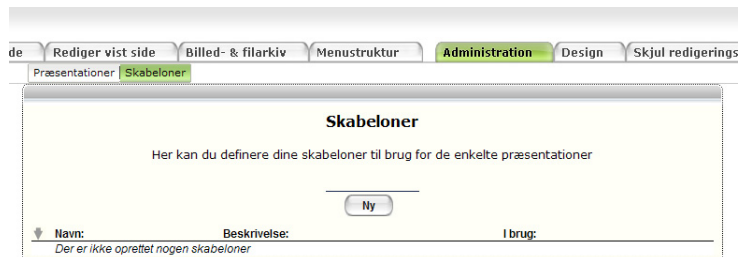 de Rediger vist side Billed- & filarkiv Menustruktur Administration Design Skjul redigerings
Præsentationer Skabeloner
Skabeloner
Her kan du definere dine skabeloner til brug for de enkelte præsentationer
Ny
Navn: Beskrivelse: I brug:
Der er ikke oprettet nogen skabeloner